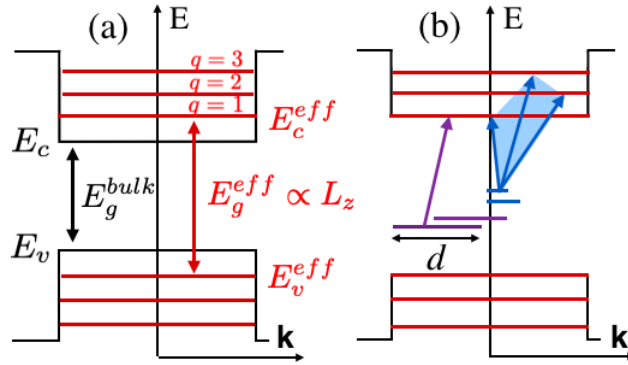 (a)
E
q = 3
q = 2
q = 1
E_c^{eff}
E_c
E_g^{bulk}
E_g^{eff} ∝ L_z
E_v
E_v^{eff}
k
(b)
E
d
k